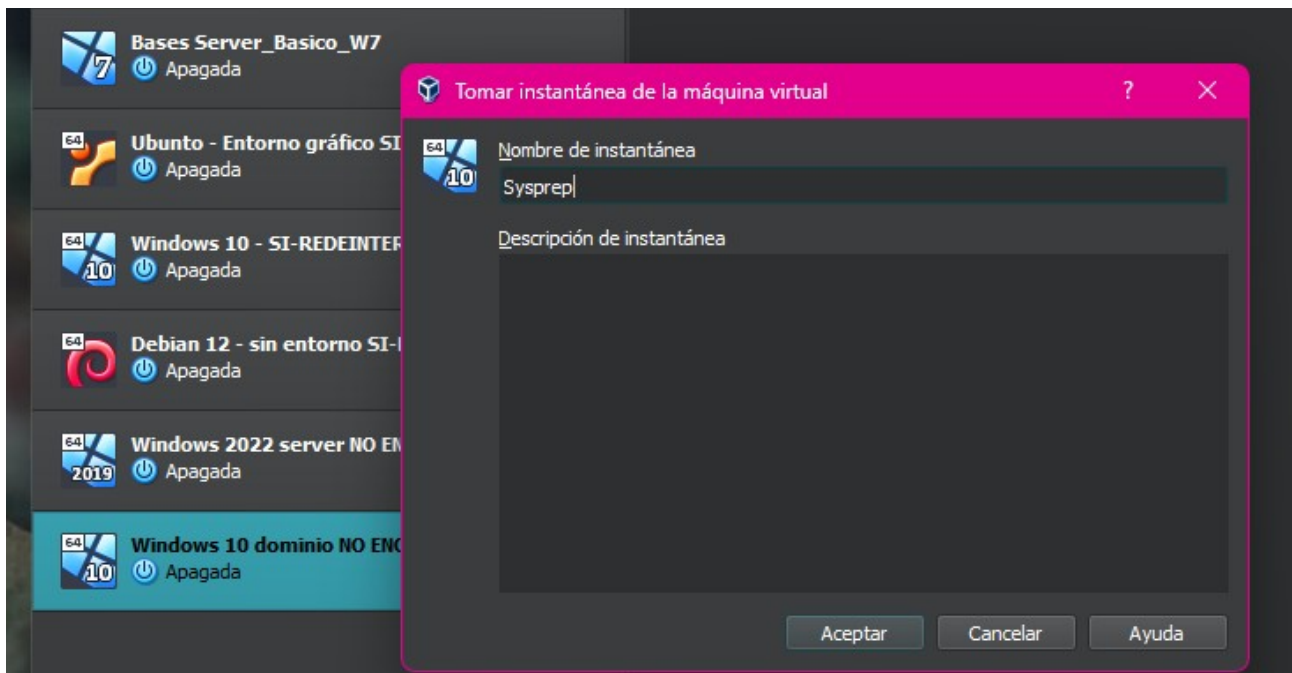 Bases Server_Basico_W7
Apagada
7
64
Ubunto - Entorno gráfico SI
Apagada
64
10
Windows 10 - SI-REDEINTER
Apagada
64
Debian 12 - sin entorno SI-
Apagada
64
2019
Windows 2022 server NO EN
Apagada
64
10
Windows 10 dominio NO ENC
Apagada
Tomar instantánea de la máquina virtual
?
64
10
Nombre de instantánea
Sysprep
Descripción de instantánea
Aceptar
Cancelar
Ayuda